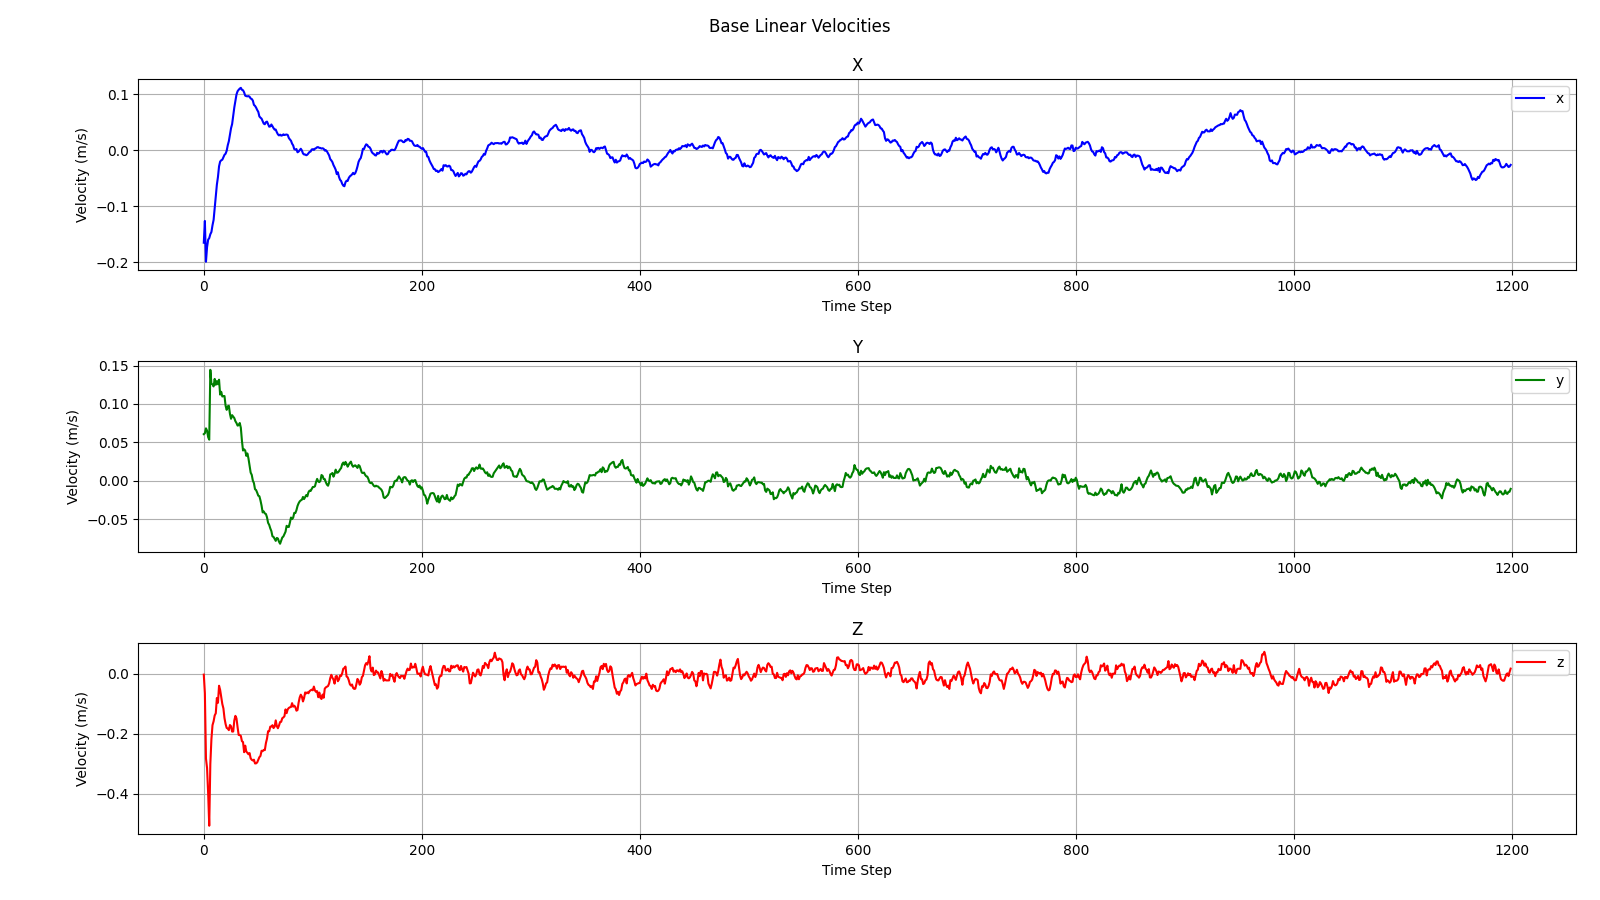 Base Linear Velocities
X
Velocity (m/s)
0.1
0.0
−0.1
−0.2
x
0 200 400 600 800 1000 1200
Time Step
Y
Velocity (m/s)
0.15
0.10
0.05
0.00
−0.05
y
0 200 400 600 800 1000 1200
Time Step
Z
Velocity (m/s)
0.0
−0.2
−0.4
z
0 200 400 600 800 1000 1200
Time Step